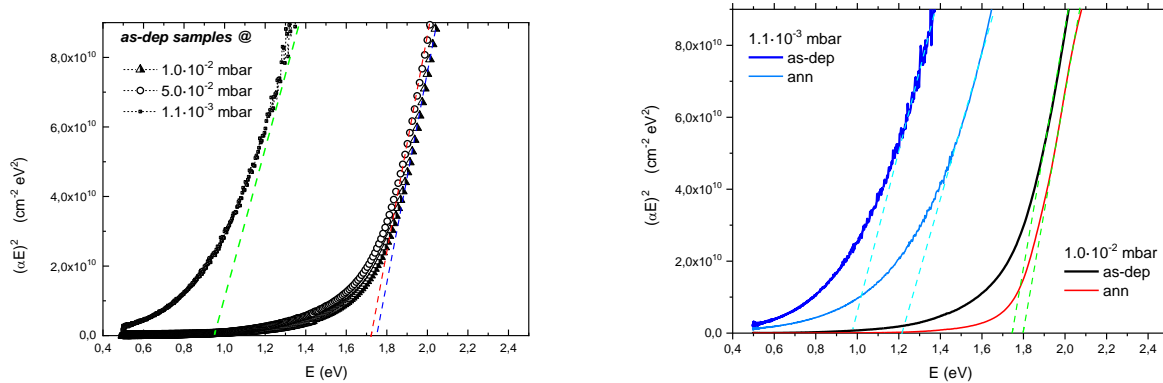 as-dep samples @
1.0·10⁻² mbar
5.0·10⁻² mbar
1.1·10⁻³ mbar
8,0x10¹⁰
6,0x10¹⁰
4,0x10¹⁰
2,0x10¹⁰
0,0
(αE)² (cm⁻² eV²)
0,4 0,6 0,8 1,0 1,2 1,4 1,6 1,8 2,0 2,2 2,4
E (eV)
1.1·10⁻³ mbar
as-dep
ann
8,0x10¹⁰
6,0x10¹⁰
4,0x10¹⁰
2,0x10¹⁰
0,0
(αE)² (cm⁻² eV²)
1.0·10⁻² mbar
as-dep
ann
0,4 0,6 0,8 1,0 1,2 1,4 1,6 1,8 2,0 2,2 2,4
E (eV)